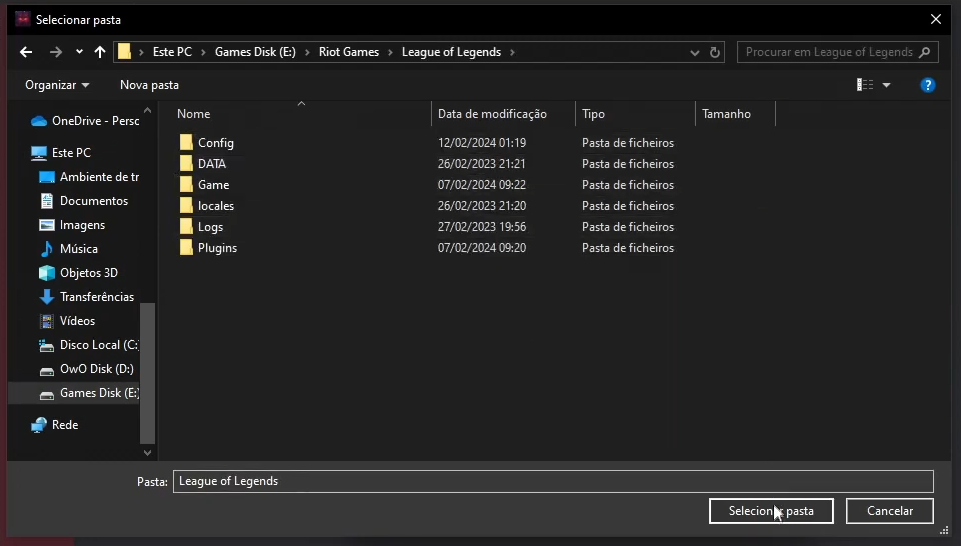 Selecionar pasta
Este PC > Games Disk (E:) > Riot Games > League of Legends >
Procurar em League of Legends
Organizar
Nova pasta
Nome
Data de modificação
Tipo
Tamanho
OneDrive - Persc
Este PC
Ambiente de tr
Documentos
Imagens
Música
Objetos 3D
Transferências
Vídeos
Disco Local (C:
OwO Disk (D:)
Games Disk (E:)
Rede
Config 12/02/2024 01:19 Pasta de ficheiros
DATA 26/02/2023 21:21 Pasta de ficheiros
Game 07/02/2024 09:22 Pasta de ficheiros
locales 26/02/2023 21:20 Pasta de ficheiros
Logs 27/02/2023 19:56 Pasta de ficheiros
Plugins 07/02/2024 09:20 Pasta de ficheiros
Pasta: League of Legends
Selecionar pasta
Cancelar